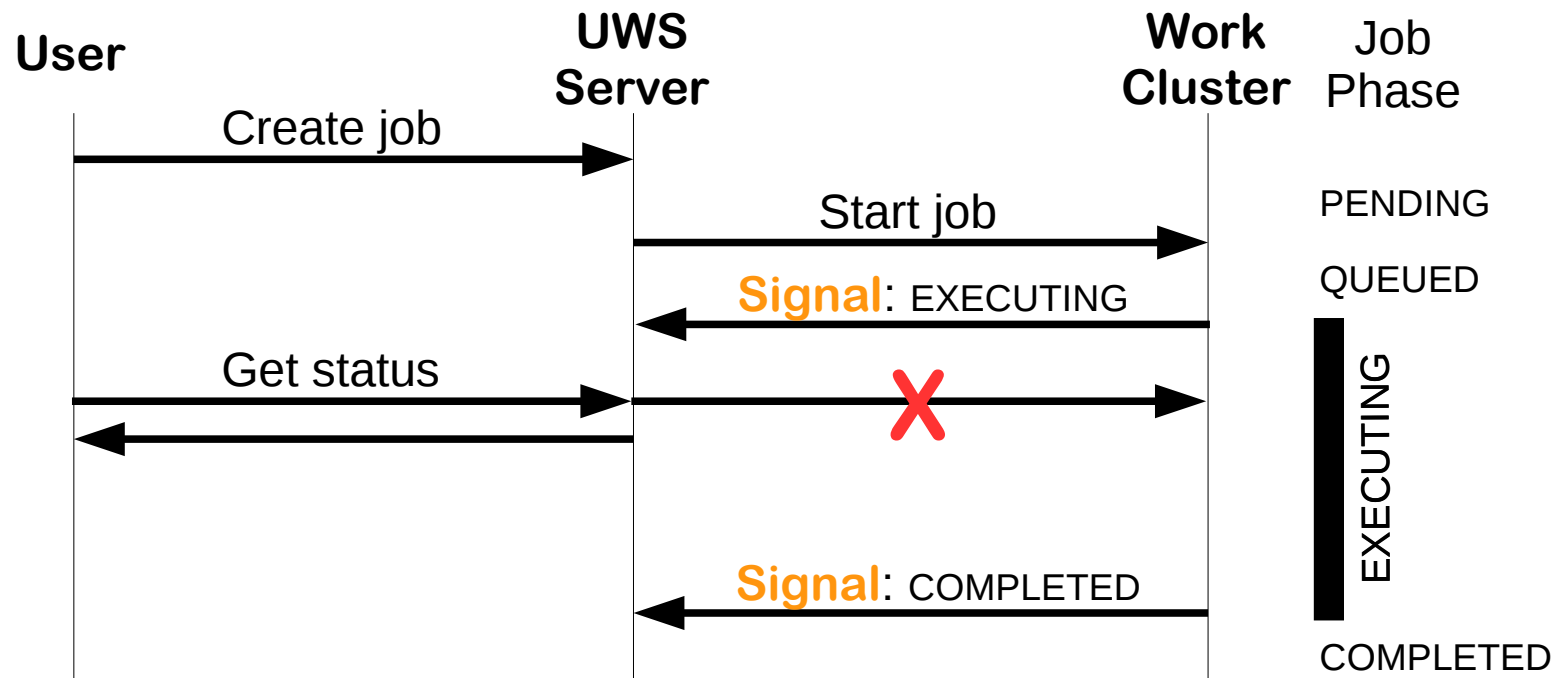 User
UWS
Server
Work
Cluster
Job
Phase
Create job
PENDING
Start job
QUEUED
Signal: EXECUTING
Get status
EXECUTING
Signal: COMPLETED
COMPLETED